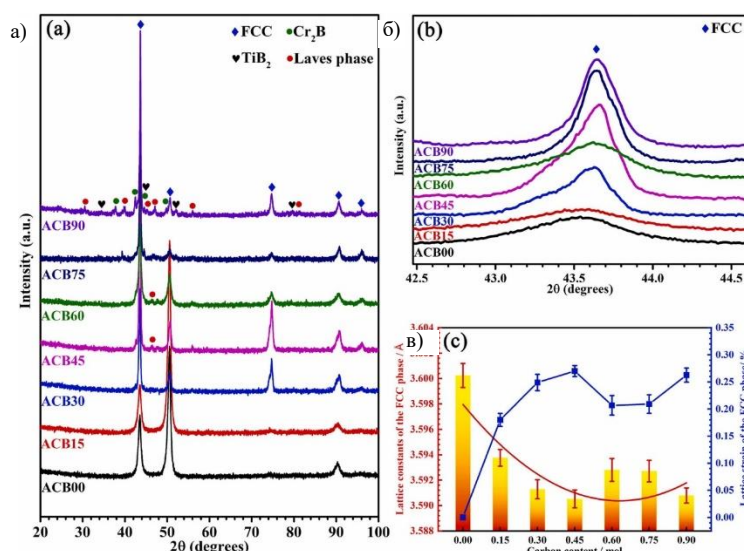 а)
(a)
FCC
Cr₂B
TiB₂
Laves phase
Intensity (a.u.)
ACB90
ACB75
ACB60
ACB45
ACB30
ACB15
ACB00
20 30 40 50 60 70 80 90 100
2θ (degrees)
б)
(b)
FCC
Intensity (a.u.)
ACB90
ACB75
ACB60
ACB45
ACB30
ACB15
ACB00
42.5 43.0 43.5 44.0 44.5
2θ (degrees)
в)
(c)
Lattice constants of the FCC phase / Å
3.604
3.600
3.598
3.596
3.594
3.592
3.590
3.588
0.35
0.30
0.25
0.20
0.15
0.10
0.05
0.00
0.00 0.15 0.30 0.45 0.60 0.75 0.90